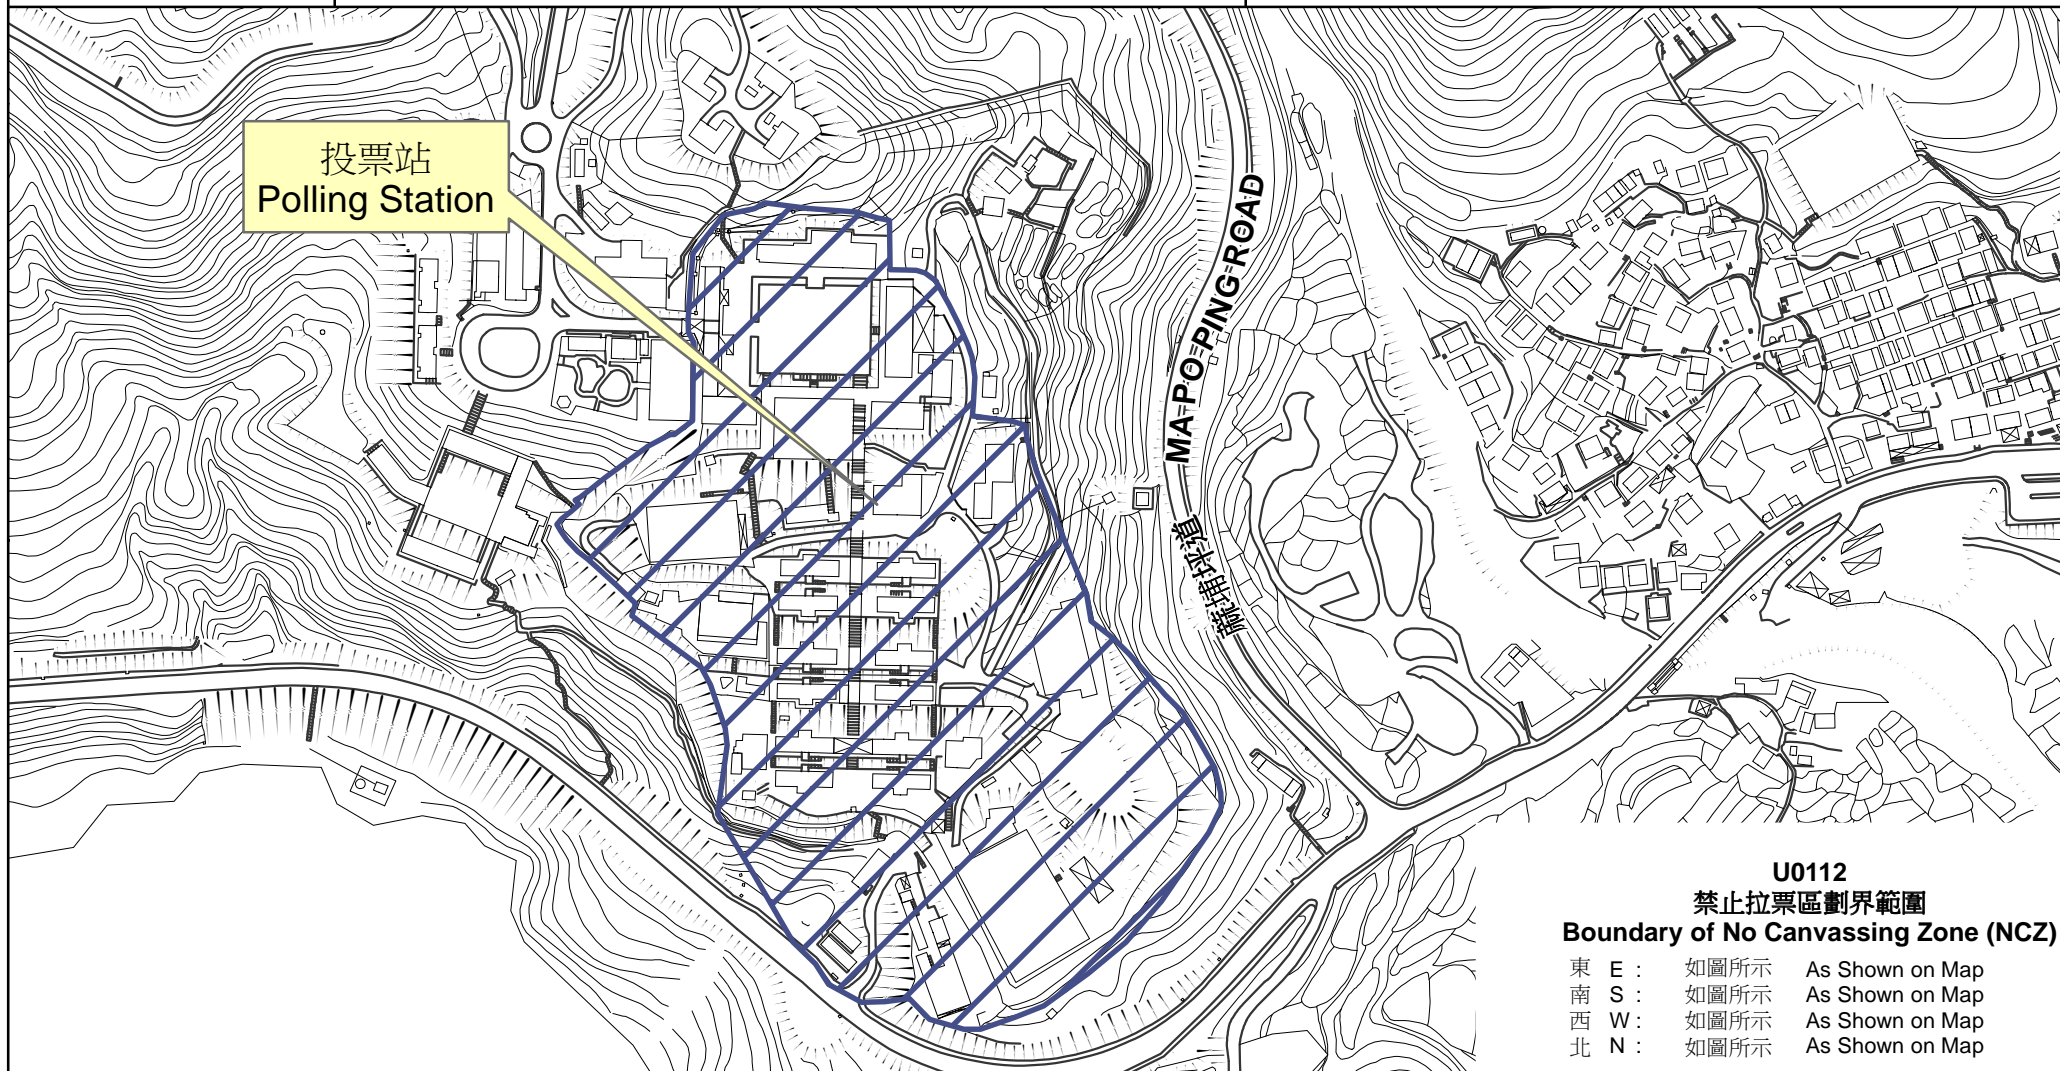 投票站
Polling Station
MA PO PING ROAD
麻埔坪道
U0112
禁止拉票區劃界範圍
Boundary of No Canvassing Zone (NCZ)
東 E : 如圖所示 As Shown on Map
南 S : 如圖所示 As Shown on Map
西 W : 如圖所示 As Shown on Map
北 N : 如圖所示 As Shown on Map